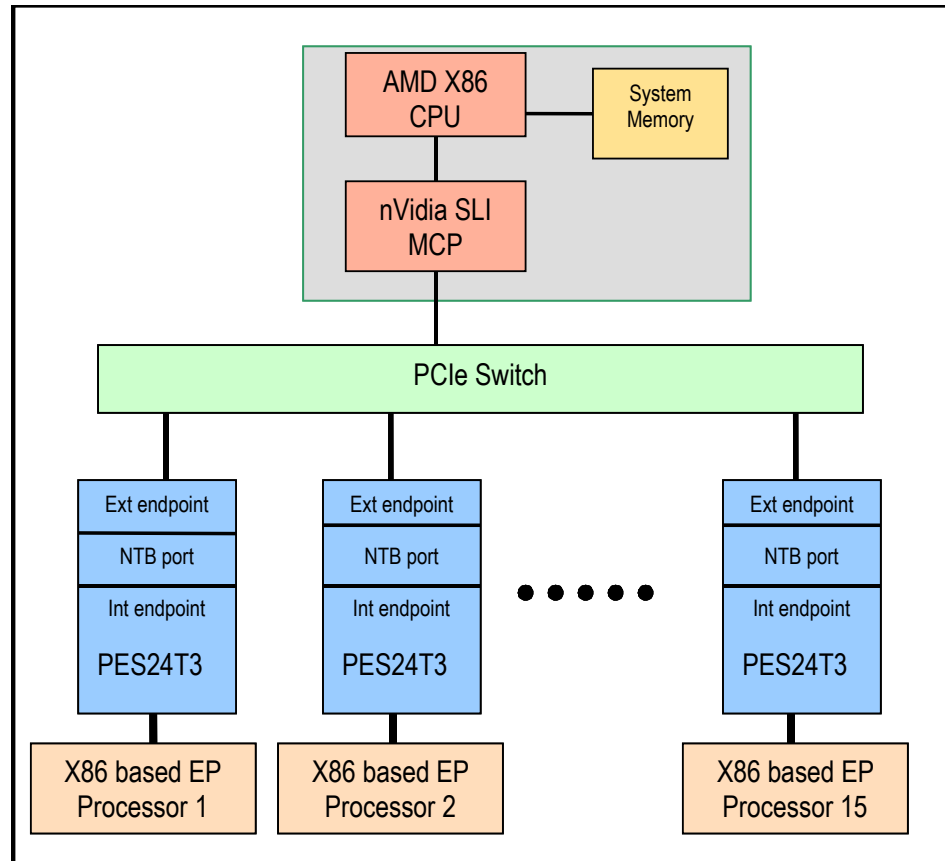 AMD X86
CPU
System
Memory
nVidia SLI
MCP
PCIe Switch
Ext endpoint
NTB port
Int endpoint
PES24T3
Ext endpoint
NTB port
Int endpoint
PES24T3
Ext endpoint
NTB port
Int endpoint
PES24T3
X86 based EP
Processor 1
X86 based EP
Processor 2
X86 based EP
Processor 15